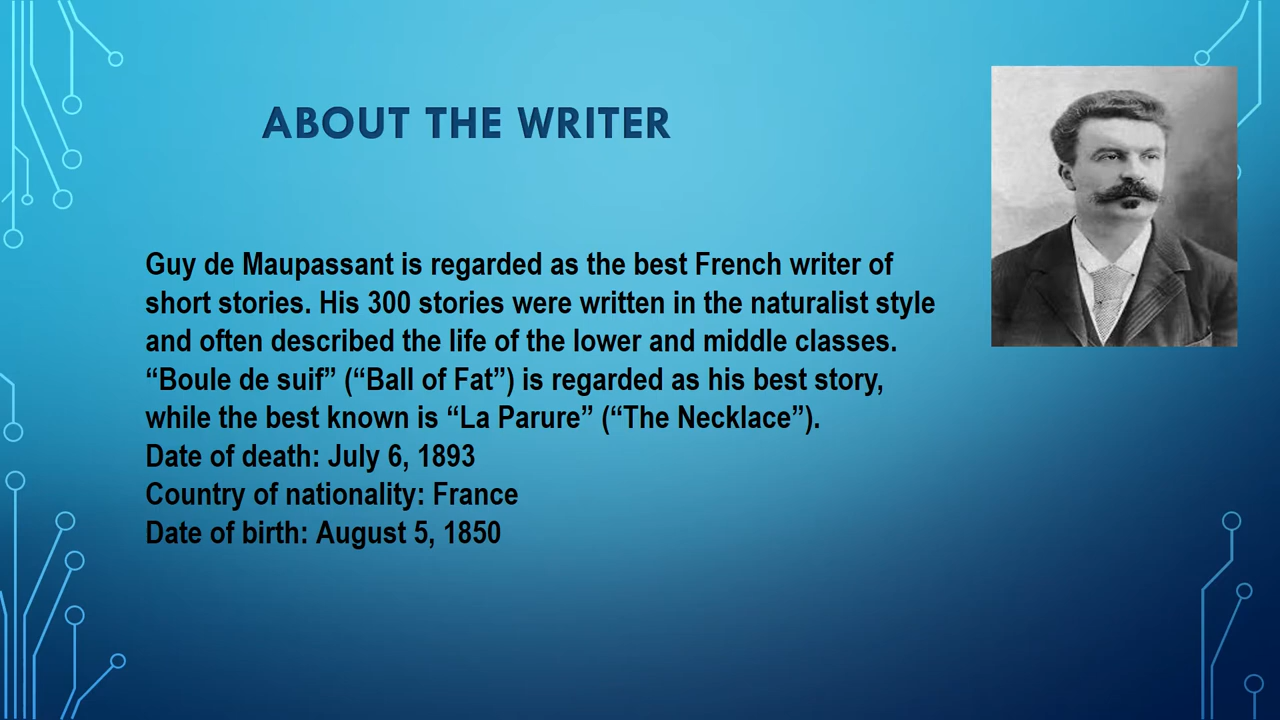 ABOUT THE WRITER
Guy de Maupassant is regarded as the best French writer of
short stories. His 300 stories were written in the naturalist style
and often described the life of the lower and middle classes.
“Boule de suif” (“Ball of Fat”) is regarded as his best story,
while the best known is “La Parure” (“The Necklace”).
Date of death: July 6, 1893
Country of nationality: France
Date of birth: August 5, 1850